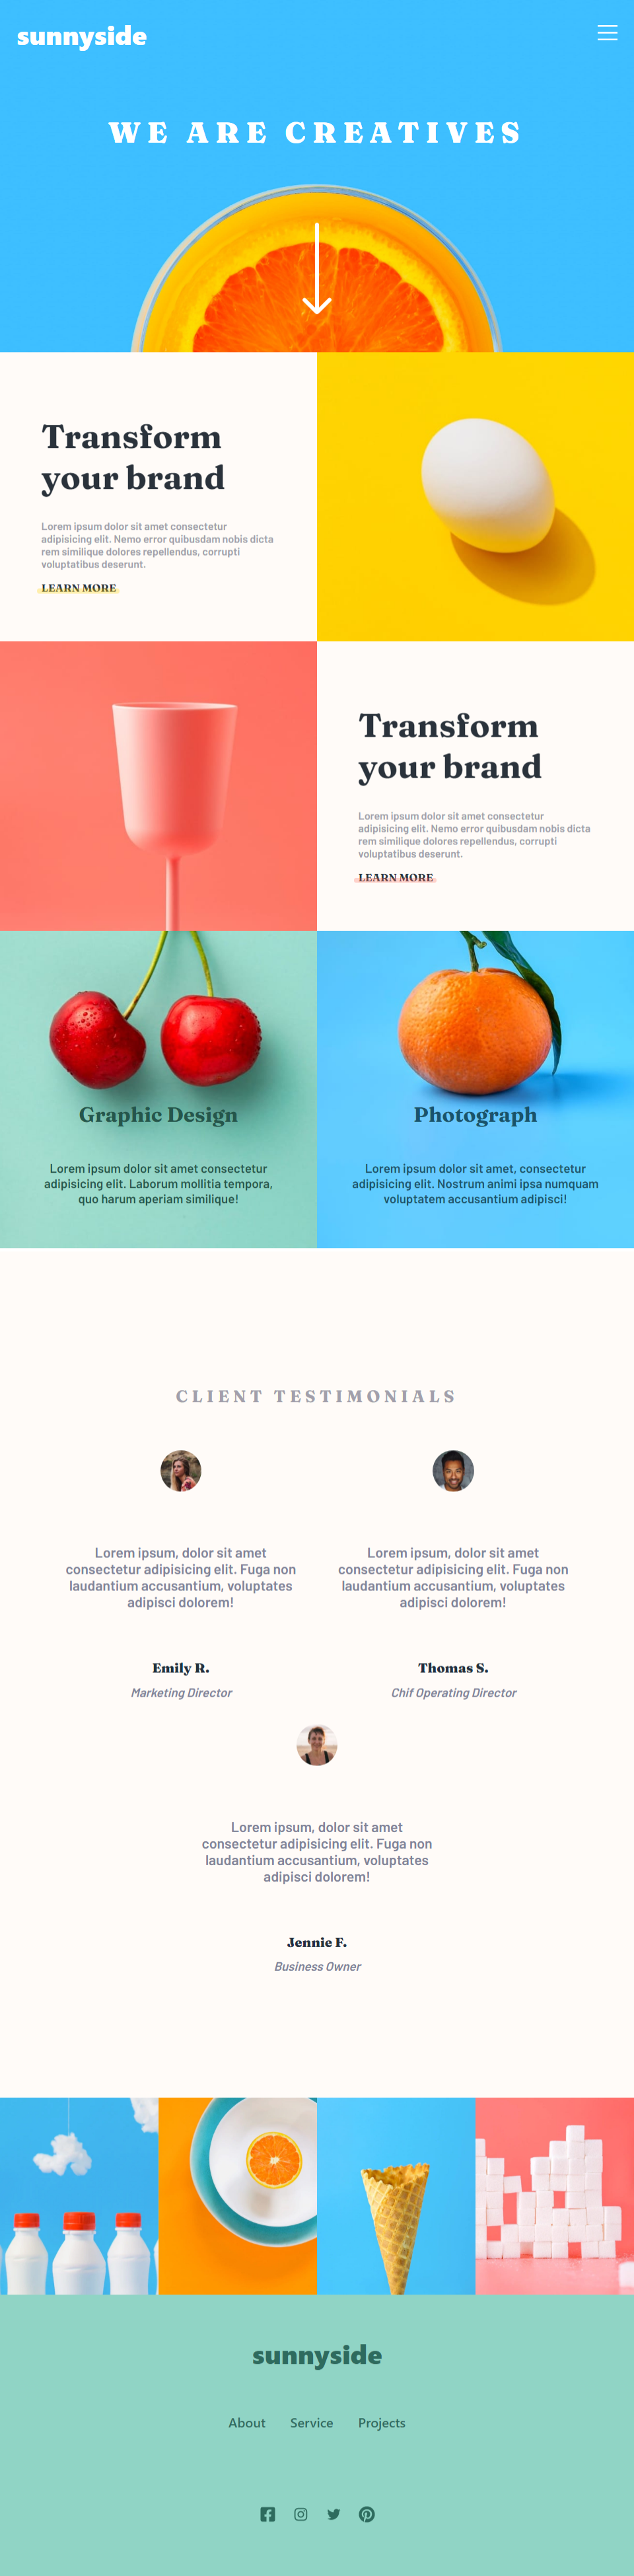 sunnyside
WE ARE CREATIVES
Transform
your brand
Lorem ipsum dolor sit amet consectetur
adipisicing elit. Nemo error quibusdam nobis dicta
rem similique dolores repellendus, corrupti
voluptatibus deserunt.
LEARN MORE
Transform
your brand
Lorem ipsum dolor sit amet consectetur
adipisicing elit. Nemo error quibusdam nobis dicta
rem similique dolores repellendus, corrupti
voluptatibus deserunt.
LEARN MORE
Graphic Design
Lorem ipsum dolor sit amet consectetur
adipisicing elit. Laborum mollitia tempora,
quo harum aperiam similique!
Photograph
Lorem ipsum dolor sit amet, consectetur
adipisicing elit. Nostrum animi ipsa numquam
voluptatem accusantium adipisci!
CLIENT TESTIMONIALS
Lorem ipsum, dolor sit amet
consectetur adipisicing elit. Fuga non
laudantium accusantium, voluptates
adipisci dolorem!
Emily R.
Marketing Director
Lorem ipsum, dolor sit amet
consectetur adipisicing elit. Fuga non
laudantium accusantium, voluptates
adipisci dolorem!
Thomas S.
Chif Operating Director
Lorem ipsum, dolor sit amet
consectetur adipisicing elit. Fuga non
laudantium accusantium, voluptates
adipisci dolorem!
Jennie F.
Business Owner
sunnyside
About Service Projects